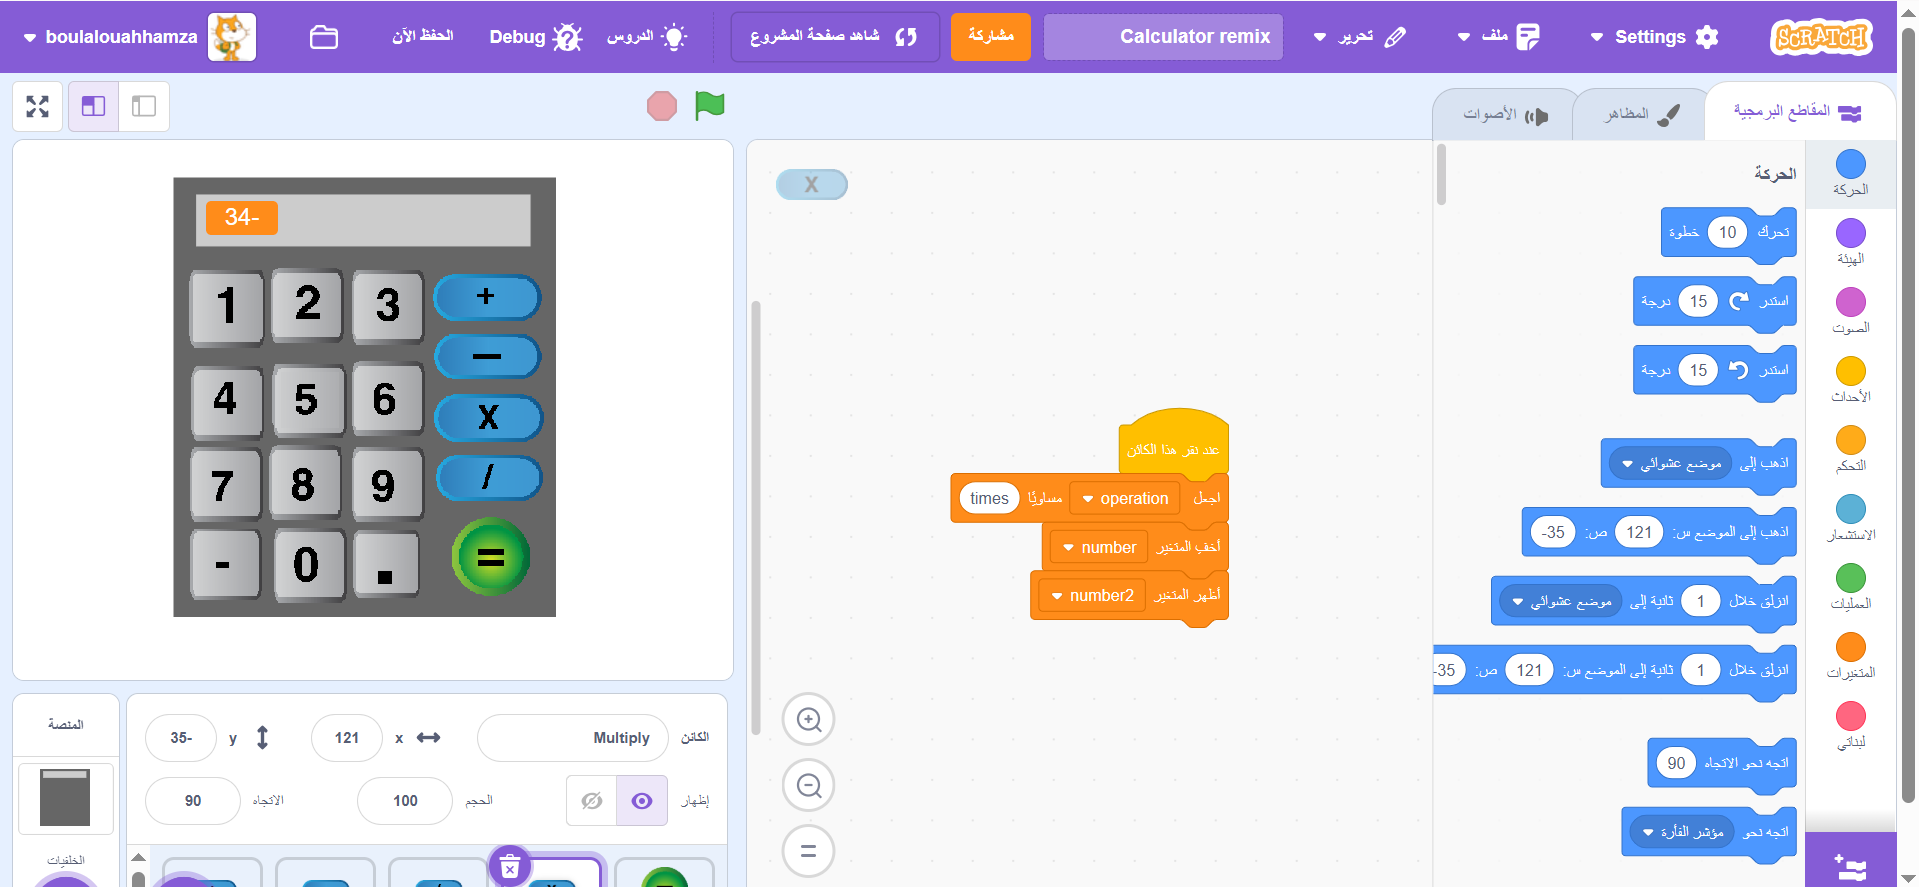 boulalouahhamza
الحفظ الآن
Debug
الدروس
شاهد صفحة المشروع
مشاركة
Calculator remix
تحرير
ملف
Settings
SCRATCH
المقاطع البرمجية
المظاهر
الأصوات
34-
1 2 3 +
4 5 6 —
7 8 9 X
- 0 . /
=
X
عند نقر هذا الكائن
اجعل operation مساويًا times
أخفِ المتغير number
أظهر المتغير number2
الحركة
تحرك 10 خطوة
استدر 15 درجة
استدر 15 درجة
اذهب إلى موضع عشوائي
اذهب إلى الموضع س: 121 ص: -35
انزلق خلال 1 ثانية إلى موضع عشوائي
انزلق خلال 1 ثانية إلى الموضع س: 121 ص: -35
اتجه نحو الاتجاه 90
اتجه نحو مؤشر الفأرة
الحركة
الهيئة
الصوت
الأحداث
التحكم
الاستشعار
العمليات
المتغيرات
لبناتي
الكائن Multiply
x 121
y 35-
إظهار
الحجم 100
الاتجاه 90
المنصة
الخلفيات